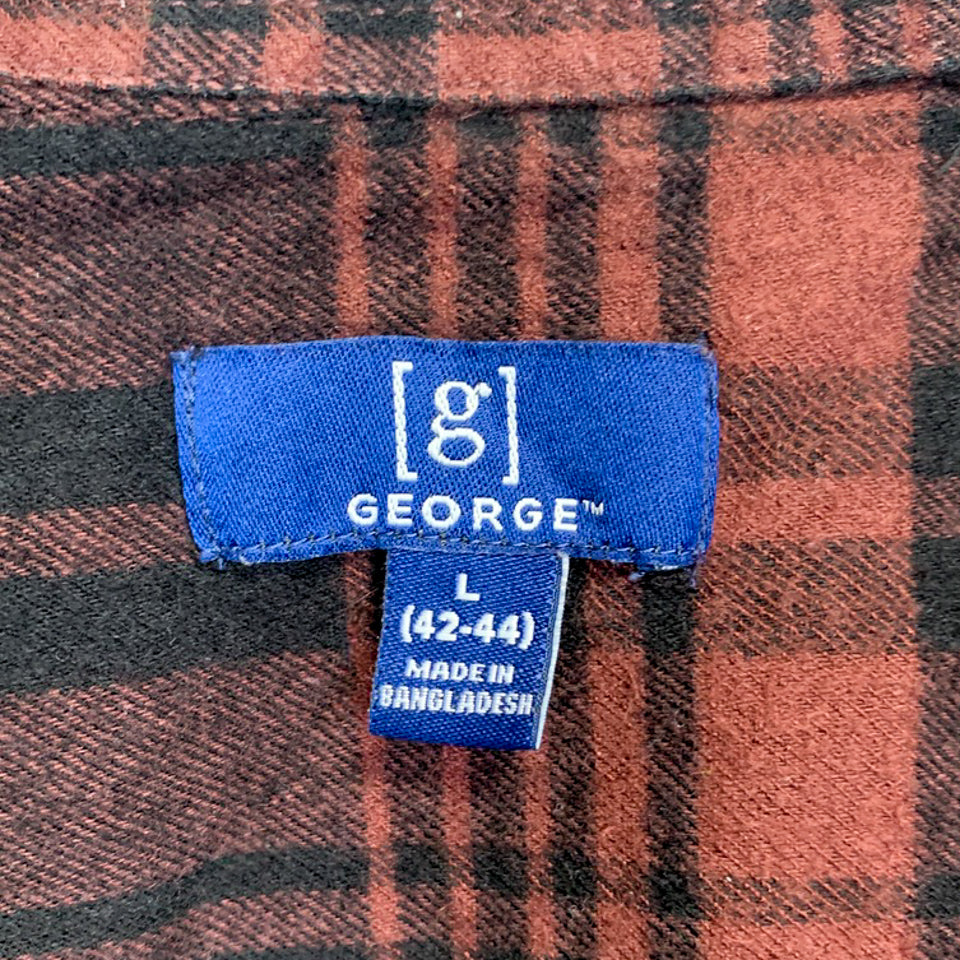 [g]
GEORGE™
L
(42-44)
MADE IN
BANGLADESH